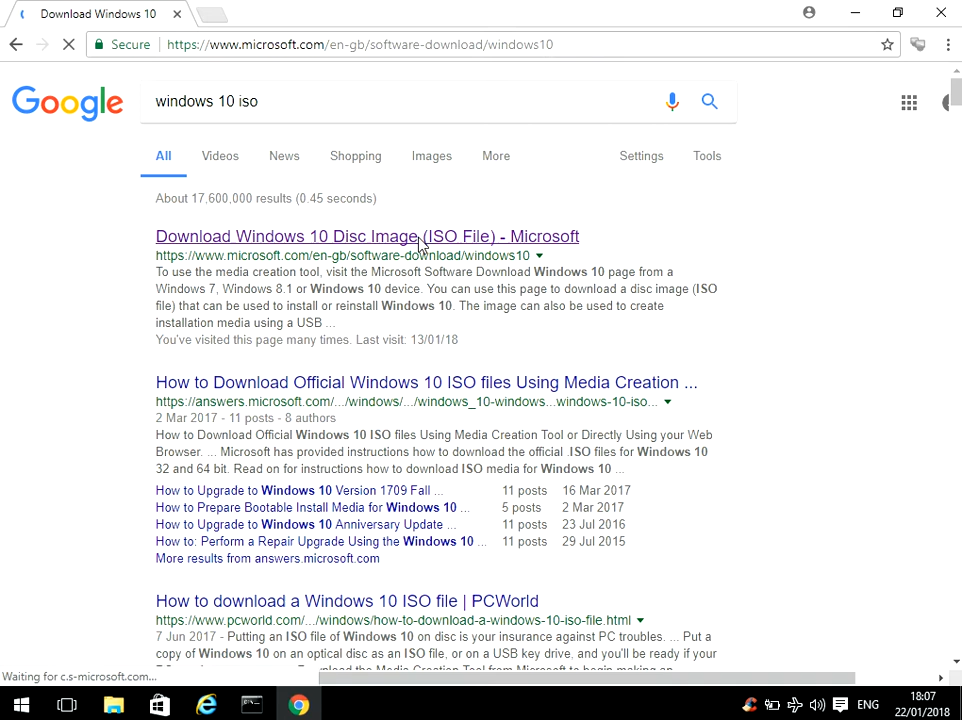 Download Windows 10
Secure
https://www.microsoft.com/en-gb/software-download/windows10
Google
windows 10 iso
All
Videos
News
Shopping
Images
More
Settings
Tools
About 17,600,000 results (0.45 seconds)
Download Windows 10 Disc Image (ISO File) - Microsoft
https://www.microsoft.com/en-gb/software-download/windows10
To use the media creation tool, visit the Microsoft Software Download Windows 10 page from a
Windows 7, Windows 8.1 or Windows 10 device. You can use this page to download a disc image (ISO
file) that can be used to install or reinstall Windows 10. The image can also be used to create
installation media using a USB ...
You've visited this page many times. Last visit: 13/01/18
How to Download Official Windows 10 ISO files Using Media Creation ...
https://answers.microsoft.com/.../windows/.../windows_10-windows...windows-10-iso...
2 Mar 2017 - 11 posts - 8 authors
How to Download Official Windows 10 ISO files Using Media Creation Tool or Directly Using your Web
Browser. ... Microsoft has provided instructions how to download the official .ISO files for Windows 10
32 and 64 bit. Read on for instructions how to download ISO media for Windows 10 ...
How to Upgrade to Windows 10 Version 1709 Fall ... 11 posts 16 Mar 2017
How to Prepare Bootable Install Media for Windows 10 ... 5 posts 2 Mar 2017
How to Upgrade to Windows 10 Anniversary Update ... 11 posts 23 Jul 2016
How to: Perform a Repair Upgrade Using the Windows 10 ... 11 posts 29 Jul 2015
More results from answers.microsoft.com
How to download a Windows 10 ISO file | PCWorld
https://www.pcworld.com/.../windows/how-to-download-a-windows-10-iso-file.html
7 Jun 2017 - Putting an ISO file of Windows 10 on disc is your insurance against PC troubles. ... Put a
copy of Windows 10 on an optical disc as an ISO file, or on a USB key drive, and you'll be ready if your
Waiting for c.s-microsoft.com...
ENG
18:07
22/01/2018